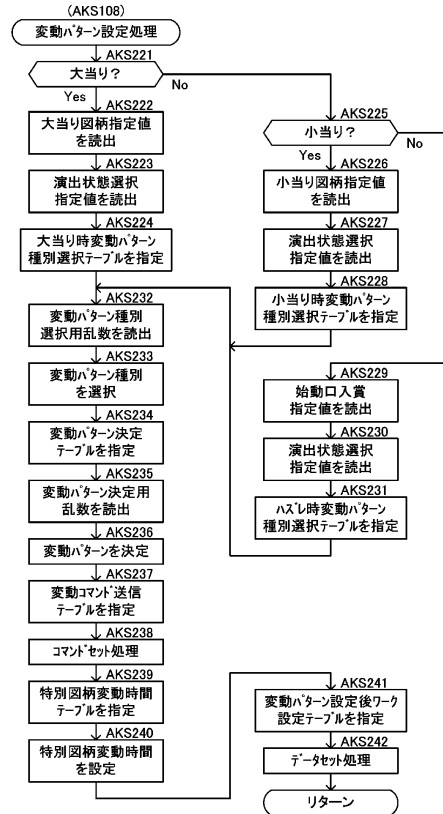 (AKS108)
変動パターン設定処理
AKS221
大当り？
Yes
No
AKS222
大当り図柄指定値
を読出
AKS223
演出状態選択
指定値を読出
AKS224
大当り時変動パターン
種別選択テーブルを指定
AKS225
小当り？
Yes
No
AKS226
小当り図柄指定値
を読出
AKS227
演出状態選択
指定値を読出
AKS228
小当り時変動パターン
種別選択テーブルを指定
AKS229
始動口入賞
指定値を読出
AKS230
演出状態選択
指定値を読出
AKS231
ハズレ時変動パターン
種別選択テーブルを指定
AKS232
変動パターン種別
選択用乱数を読出
AKS233
変動パターン種別
を選択
AKS234
変動パターン決定
テーブルを指定
AKS235
変動パターン決定用
乱数を読出
AKS236
変動パターンを決定
AKS237
変動コマンド送信
テーブルを指定
AKS238
コマンドセット処理
AKS239
特別図柄変動時間
テーブルを指定
AKS240
特別図柄変動時間
を設定
AKS241
変動パターン設定後ワーク
設定テーブルを指定
AKS242
データセット処理
リターン